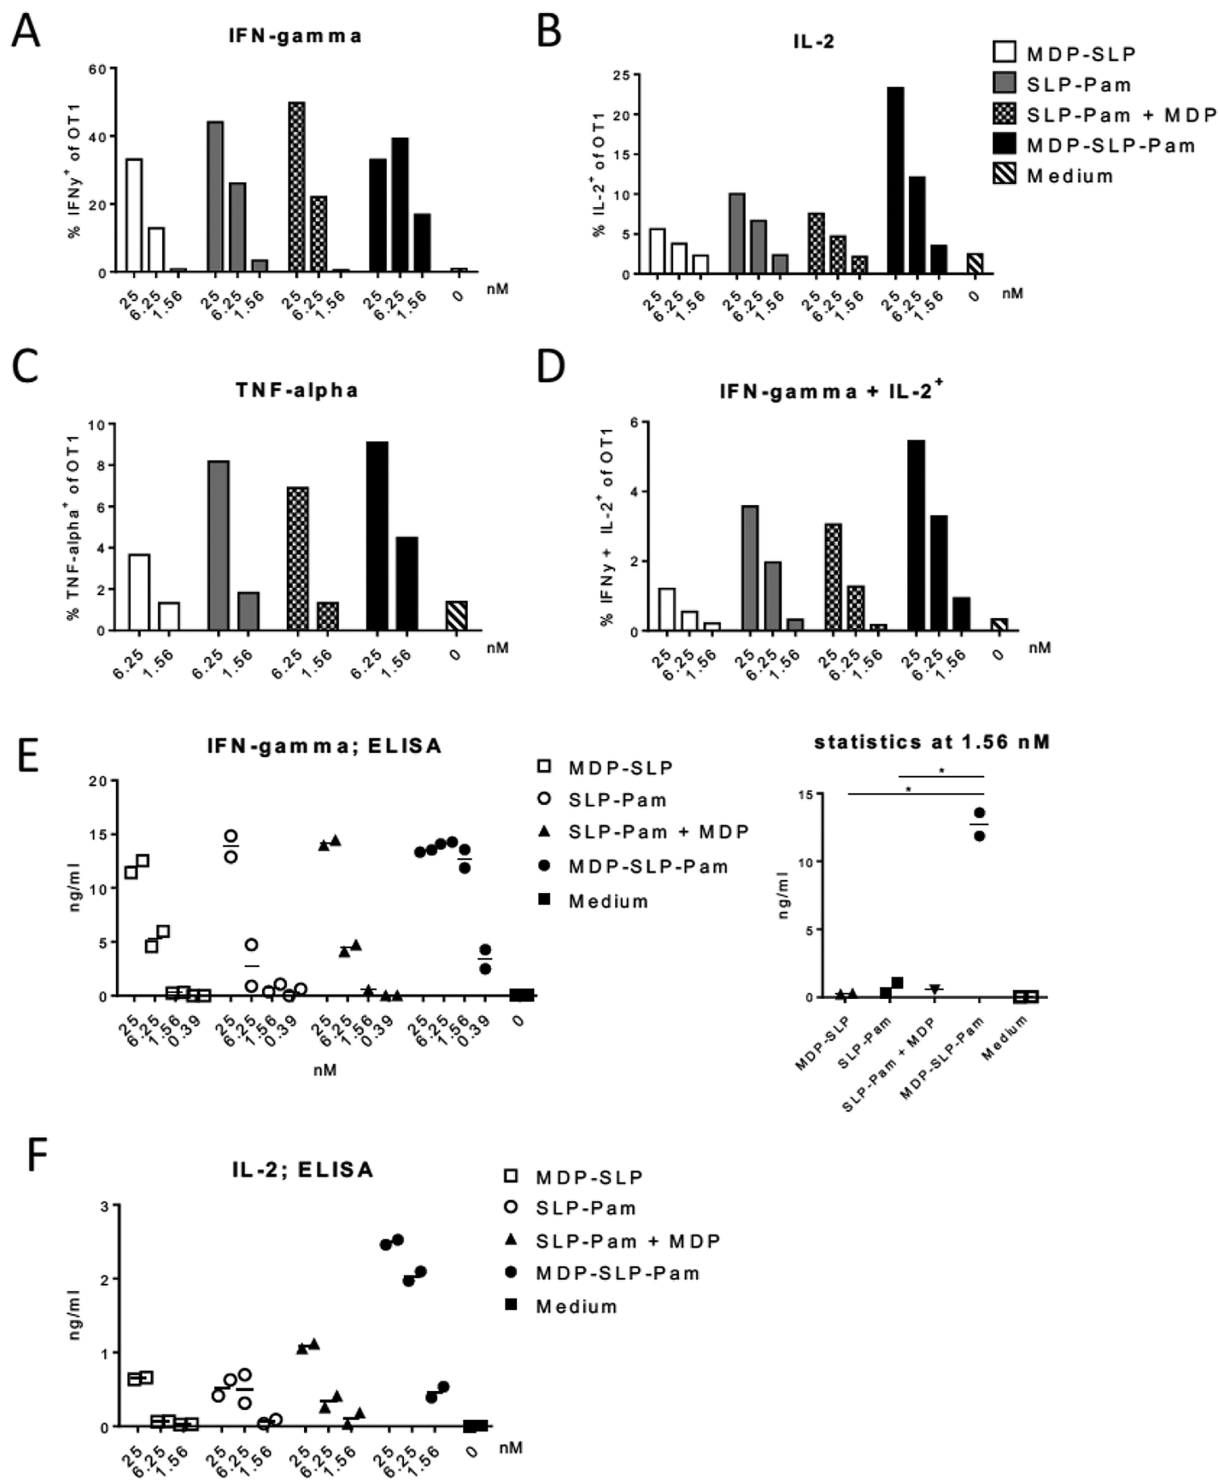 A
IFN-gamma
% IFNy+ of OT1
60
40
20
0
25
6.25
1.56
25
6.25
1.56
25
6.25
1.56
25
6.25
1.56
0
nM
B
IL-2
% IL-2+ of OT1
25
20
15
10
5
0
25
6.25
1.56
25
6.25
1.56
25
6.25
1.56
25
6.25
1.56
0
nM
MDP-SLP
SLP-Pam
SLP-Pam + MDP
MDP-SLP-Pam
Medium
C
TNF-alpha
% TNF-alpha+ of OT1
10
8
6
4
2
0
6.25
1.56
6.25
1.56
6.25
1.56
6.25
1.56
0
nM
D
IFN-gamma + IL-2+
% IFNy + IL-2+ of OT1
6
4
2
0
25
6.25
1.56
25
6.25
1.56
25
6.25
1.56
25
6.25
1.56
0
nM
E
IFN-gamma; ELISA
ng/ml
20
15
10
5
0
25
6.25
1.56
0.39
25
6.25
1.56
0.39
25
6.25
1.56
0.39
25
6.25
1.56
0.39
0
nM
MDP-SLP
SLP-Pam
SLP-Pam + MDP
MDP-SLP-Pam
Medium
statistics at 1.56 nM
*
*
ng/ml
15
10
5
0
MDP-SLP
SLP-Pam
SLP-Pam + MDP
MDP-SLP-Pam
Medium
F
IL-2; ELISA
ng/ml
3
2
1
0
25
6.25
1.56
25
6.25
1.56
25
6.25
1.56
25
6.25
1.56
0
nM
MDP-SLP
SLP-Pam
SLP-Pam + MDP
MDP-SLP-Pam
Medium